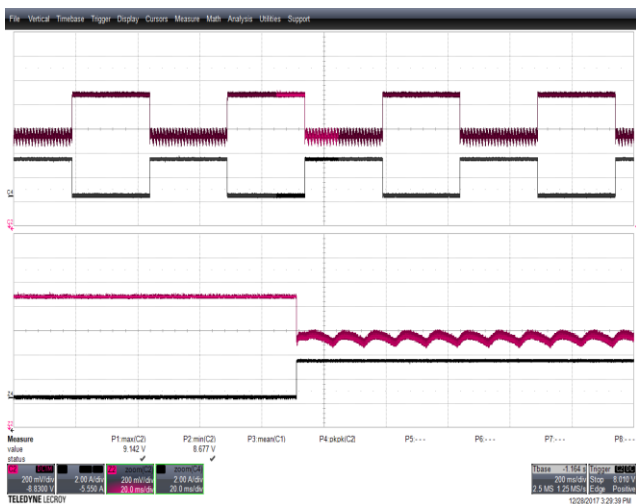 File Vertical Timebase Trigger Display Cursors Measure Math Analysis Utilities Support
C4
C2
Measure P1:max(C2) P2:min(C2) P3:mean(C1) P4:pkpk(C2) P5:- - - P6:- - - P7:- - - P8:- - -
value 9.142 V 8.677 V
status
C2 zoom(C2) zoom(C4) Tbase -1.164 s Trigger
200 mV/div 2.00 A/div 200 mV/div 2.00 A/div 200 ms/div Stop 8.010 V
-8.8300 V -5.550 A 20.0 ms/div 20.0 ms/div 2.5 MS 1.25 MS/s Edge Positive
TELEDYNE LECROY 12/28/2017 3:29:39 PM